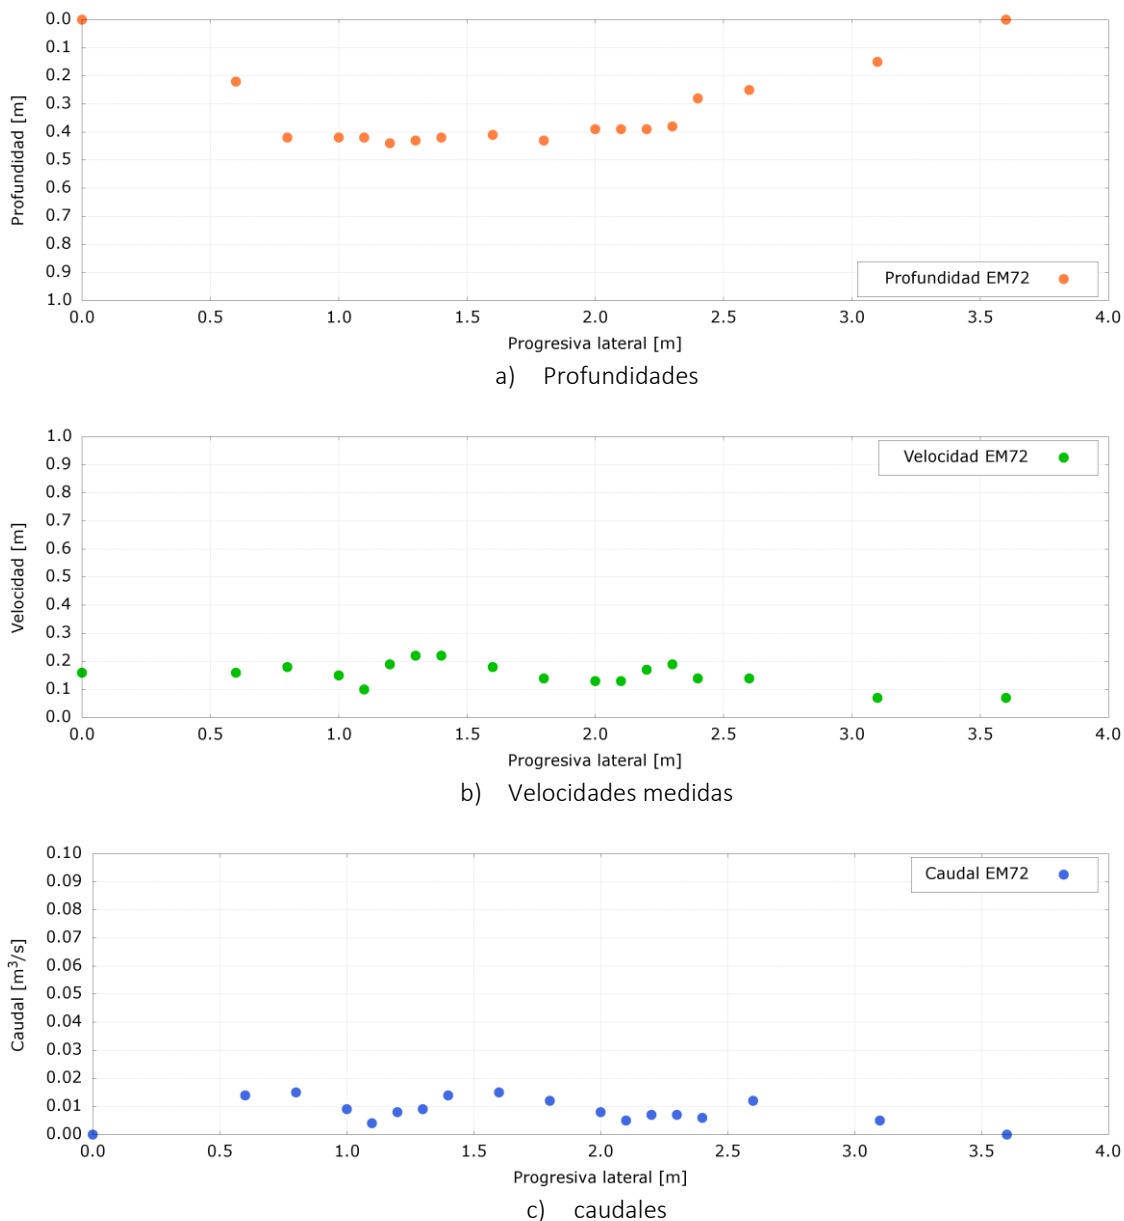 0.0
0.1
0.2
0.3
0.4
0.5
0.6
0.7
0.8
0.9
1.0
Profundidad [m]
Profundidad EM72
0.0 0.5 1.0 1.5 2.0 2.5 3.0 3.5 4.0
Progresiva lateral [m]
a) Profundidades
1.0
0.9
0.8
0.7
0.6
0.5
0.4
0.3
0.2
0.1
0.0
Velocidad [m]
Velocidad EM72
0.0 0.5 1.0 1.5 2.0 2.5 3.0 3.5 4.0
Progresiva lateral [m]
b) Velocidades medidas
0.10
0.09
0.08
0.07
0.06
0.05
0.04
0.03
0.02
0.01
0.00
Caudal [m³/s]
Caudal EM72
0.0 0.5 1.0 1.5 2.0 2.5 3.0 3.5 4.0
Progresiva lateral [m]
c) caudales